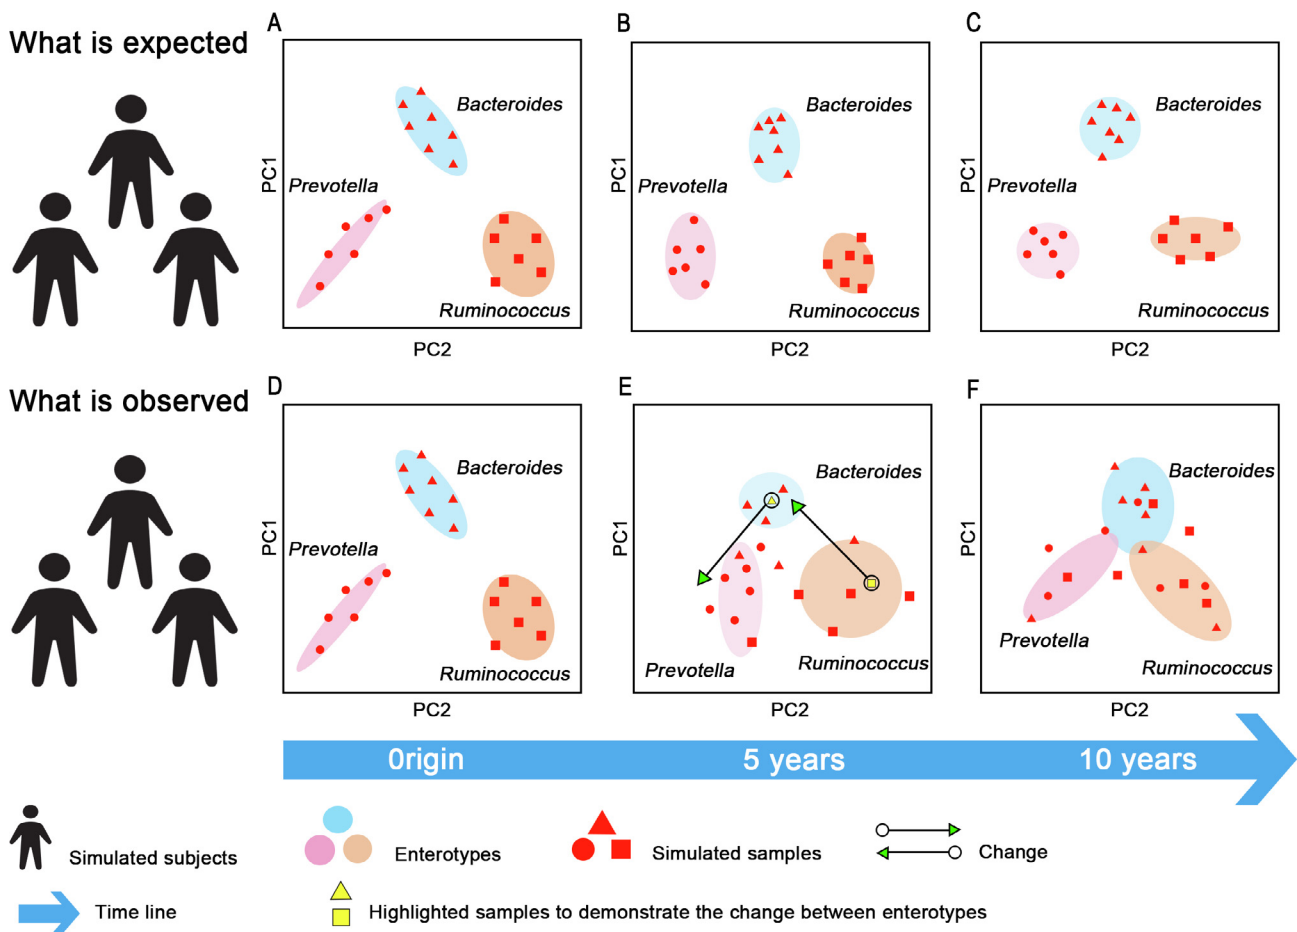 What is expected
A
B
C
Bacteroides
Bacteroides
Bacteroides
PC1
PC1
PC1
Prevotella
Prevotella
Prevotella
Ruminococcus
Ruminococcus
Ruminococcus
PC2
PC2
PC2
What is observed
D
E
F
Bacteroides
Bacteroides
Bacteroides
PC1
PC1
PC1
Prevotella
Prevotella
Prevotella
Ruminococcus
Ruminococcus
Ruminococcus
PC2
PC2
PC2
Origin
5 years
10 years
Simulated subjects
Enterotypes
Simulated samples
Change
Time line
Highlighted samples to demonstrate the change between enterotypes